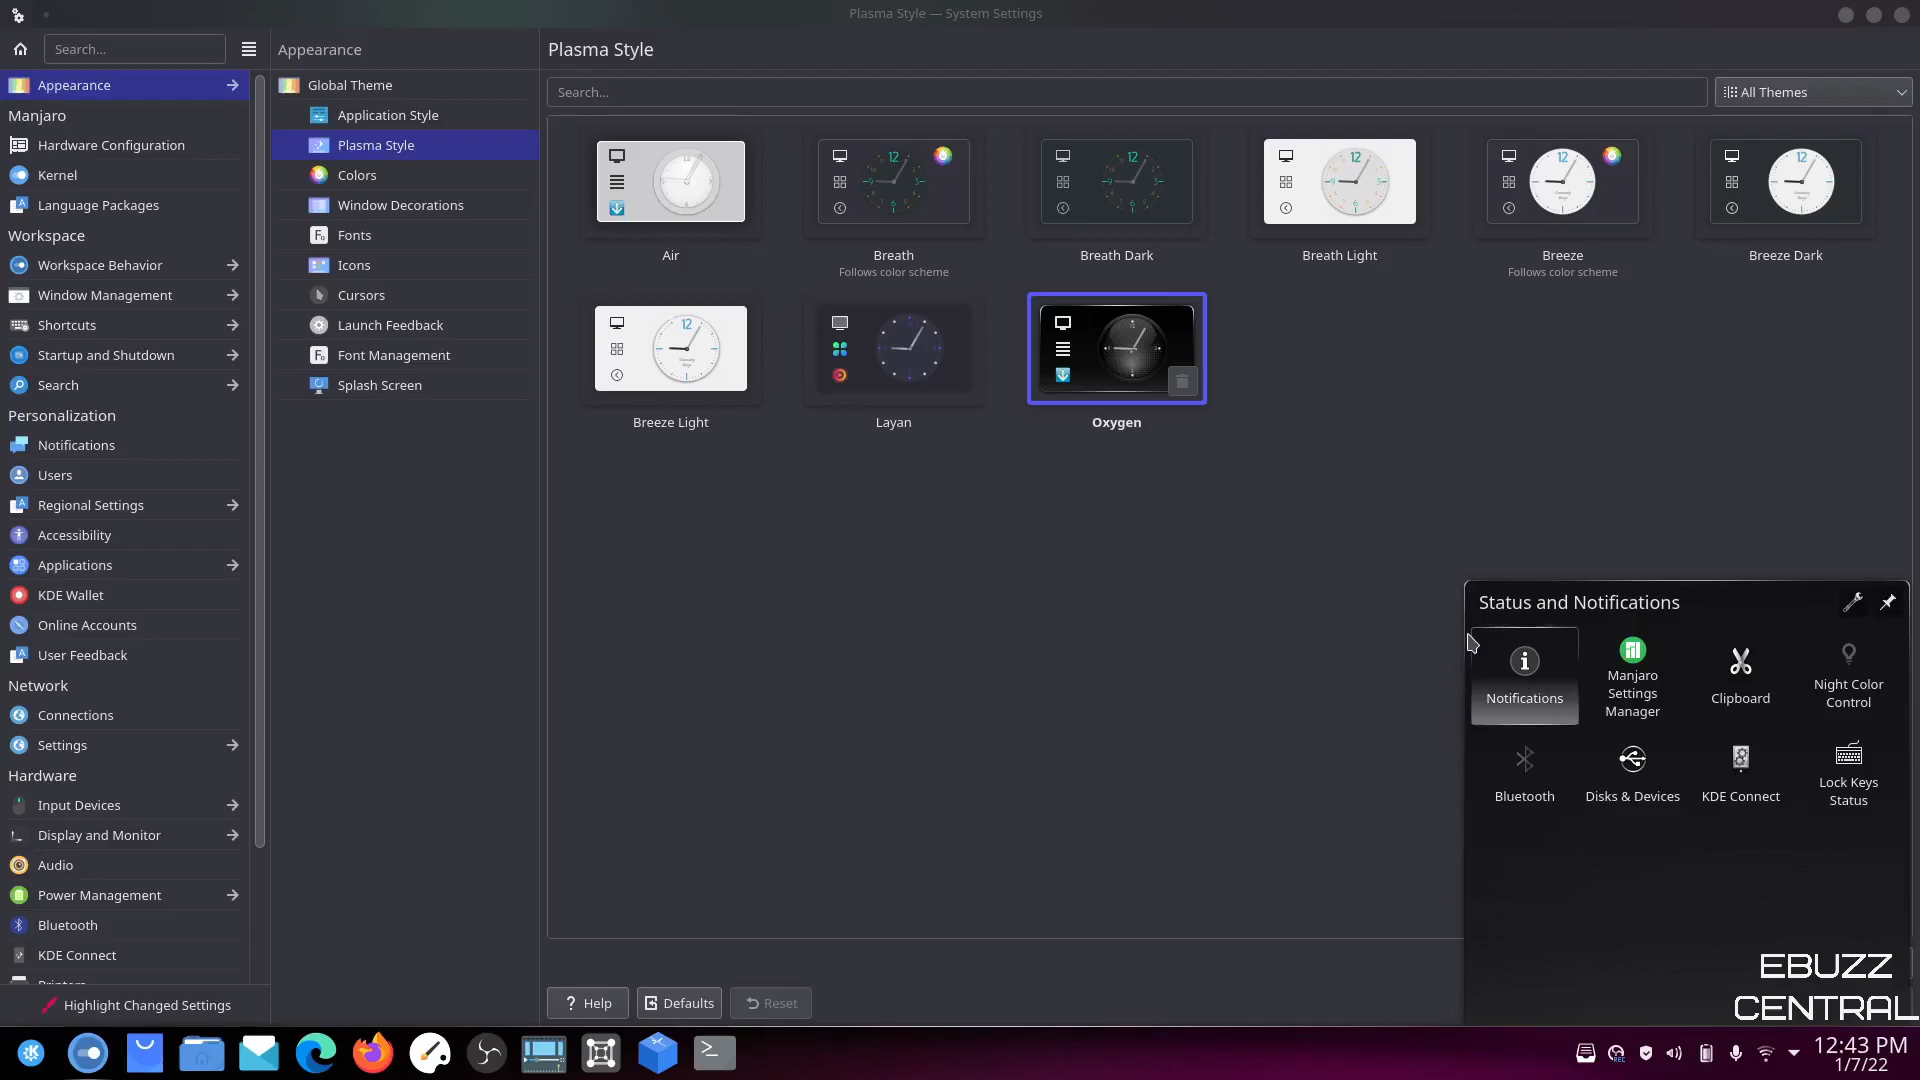 Plasma Style — System Settings
Search...
Appearance
Plasma Style
Appearance
Manjaro
Hardware Configuration
Kernel
Language Packages
Workspace
Workspace Behavior
Window Management
Shortcuts
Startup and Shutdown
Search
Personalization
Notifications
Users
Regional Settings
Accessibility
Applications
KDE Wallet
Online Accounts
User Feedback
Network
Connections
Settings
Hardware
Input Devices
Display and Monitor
Audio
Power Management
Bluetooth
KDE Connect
Highlight Changed Settings
Global Theme
Application Style
Plasma Style
Colors
Window Decorations
Fonts
Icons
Cursors
Launch Feedback
Font Management
Splash Screen
Search...
All Themes
Air
Breath
Follows color scheme
Breath Dark
Breath Light
Breeze
Follows color scheme
Breeze Dark
Breeze Light
Layan
Oxygen
? Help
Defaults
Reset
Status and Notifications
Notifications
Manjaro
Settings
Manager
Clipboard
Night Color
Control
Bluetooth
Disks & Devices
KDE Connect
Lock Keys
Status
EBUZZ
CENTRAL
12:43 PM
1/7/22